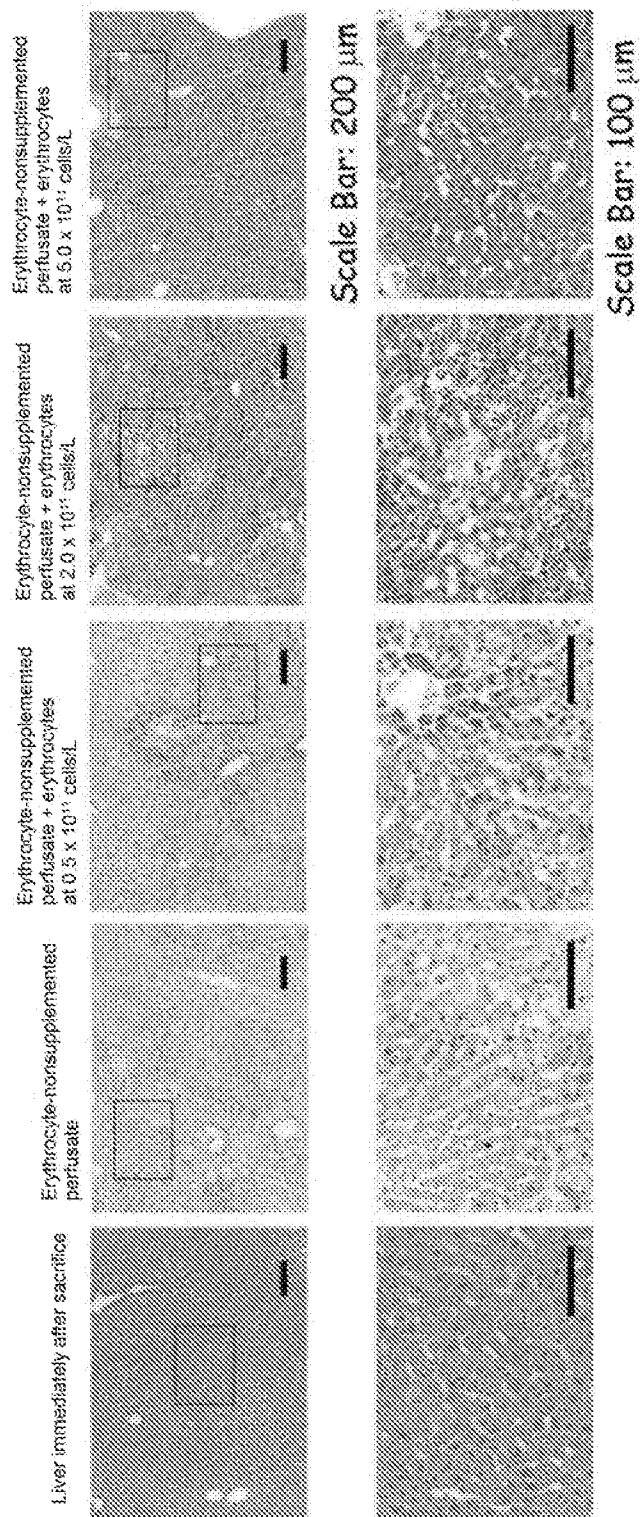 Liver immediately after sacrifice
Erythrocyte-nonsupplemented
perfusate
Erythrocyte-nonsupplemented
perfusate + erythrocytes
at 0.5 x 10¹¹ cells/L
Erythrocyte-nonsupplemented
perfusate + erythrocytes
at 2.0 x 10¹¹ cells/L
Erythrocyte-nonsupplemented
perfusate + erythrocytes
at 5.0 x 10¹¹ cells/L
Scale Bar: 200 μm
Scale Bar: 100 μm